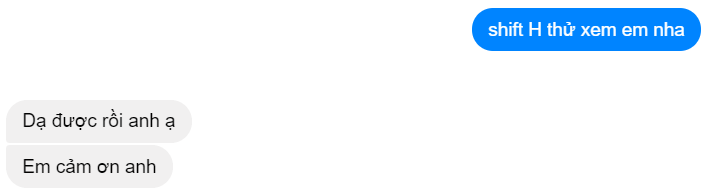 shift H thử xem em nha
Dạ được rồi anh ạ
Em cảm ơn anh